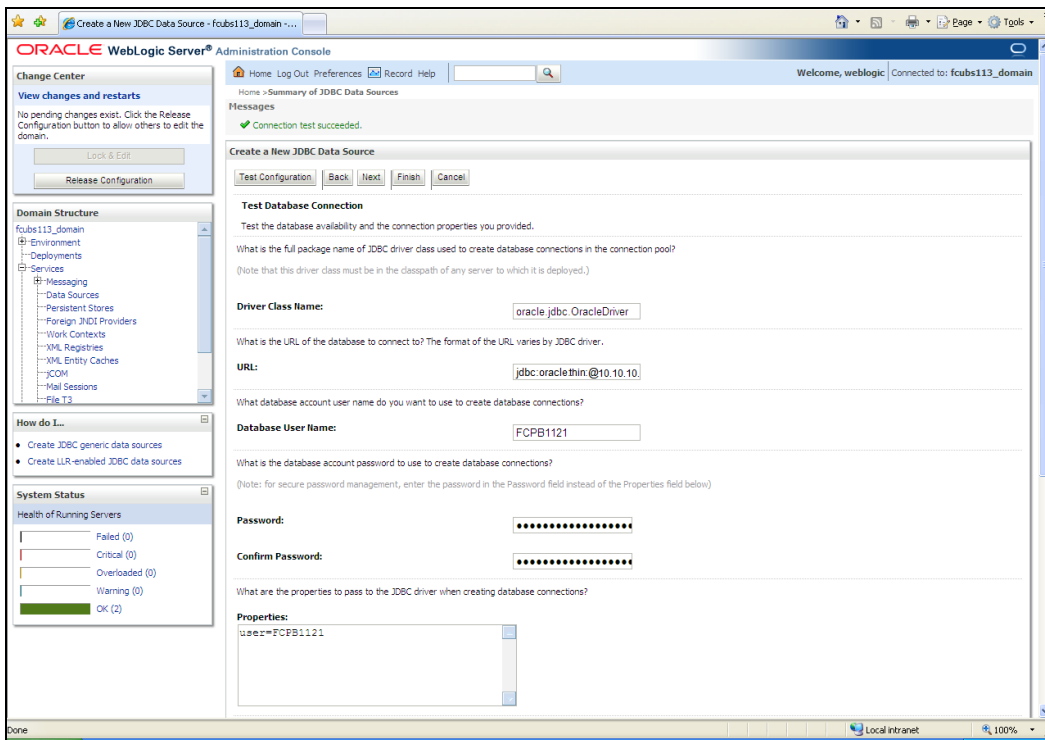 Create a New JDBC Data Source - fcubs113_domain -...
Page
Tools
ORACLE WebLogic Server® Administration Console
Change Center
View changes and restarts
No pending changes exist. Click the Release
Configuration button to allow others to edit the
domain.
Lock & Edit
Release Configuration
Domain Structure
fcubs113_domain
Environment
Deployments
Services
Messaging
Data Sources
Persistent Stores
Foreign JNDI Providers
Work Contexts
XML Registries
XML Entity Caches
jCOM
Mail Sessions
File T3
How do I...
Create JDBC generic data sources
Create LLR-enabled JDBC data sources
System Status
Health of Running Servers
Failed (0)
Critical (0)
Overloaded (0)
Warning (0)
OK (2)
Home Log Out Preferences Record Help
Welcome, weblogic Connected to: fcubs113_domain
Home >Summary of JDBC Data Sources
Messages
Connection test succeeded.
Create a New JDBC Data Source
Test Configuration Back Next Finish Cancel
Test Database Connection
Test the database availability and the connection properties you provided.
What is the full package name of JDBC driver class used to create database connections in the connection pool?
(Note that this driver class must be in the classpath of any server to which it is deployed.)
Driver Class Name: oracle.jdbc.OracleDriver
What is the URL of the database to connect to? The format of the URL varies by JDBC driver.
URL: jdbc:oracle:thin:@10.10.10.
What database account user name do you want to use to create database connections?
Database User Name: FCPB1121
What is the database account password to use to create database connections?
(Note: for secure password management, enter the password in the Password field instead of the Properties field below)
Password:
Confirm Password:
What are the properties to pass to the JDBC driver when creating database connections?
Properties:
user=FCPB1121
Done
Local intranet
100%